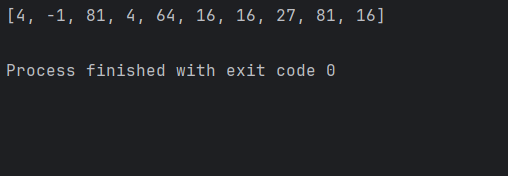 [4, -1, 81, 4, 64, 16, 16, 27, 81, 16]
Process finished with exit code 0